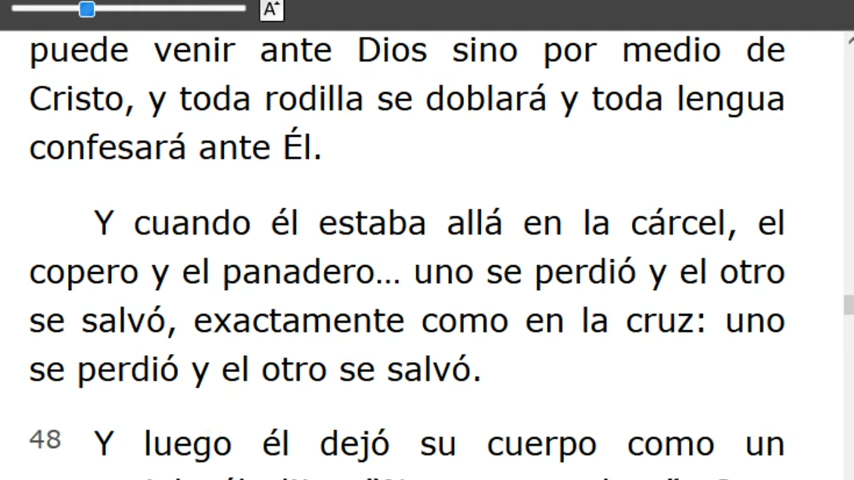 A
puede venir ante Dios sino por medio de
Cristo, y toda rodilla se doblará y toda lengua
confesará ante Él.
Y cuando él estaba allá en la cárcel, el
copero y el panadero... uno se perdió y el otro
se salvó, exactamente como en la cruz: uno
se perdió y el otro se salvó.
48 Y luego él dejó su cuerpo como un